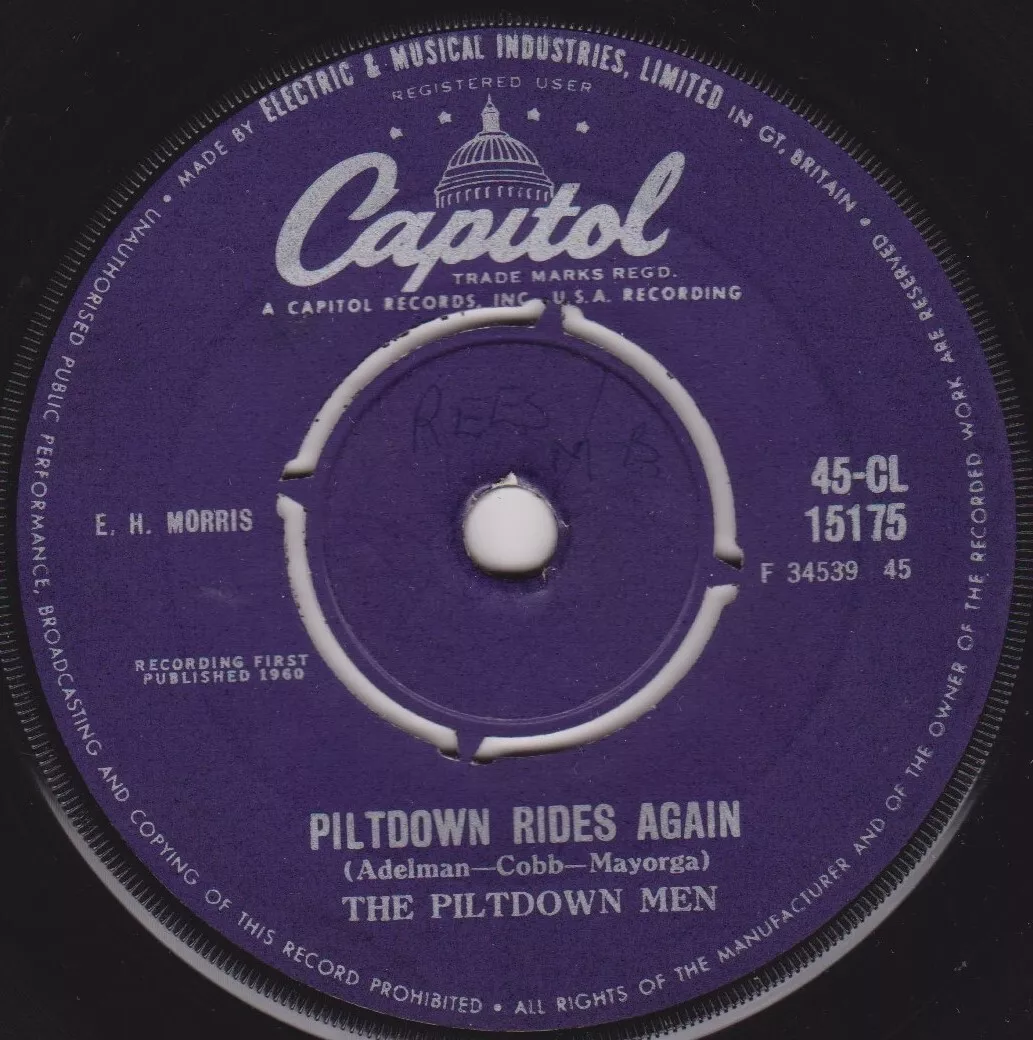 MADE BY ELECTRIC & MUSICAL INDUSTRIES, LIMITED IN GT. BRITAIN • ALL RIGHTS OF THE MANUFACTURER AND OF THE OWNER OF THE RECORDED WORK ARE RESERVED • UNAUTHORISED PUBLIC PERFORMANCE, BROADCASTING AND COPYING OF THIS RECORD PROHIBITED •
REGISTERED USER
Capitol
TRADE MARKS REGD.
A CAPITOL RECORDS, INC. U.S.A. RECORDING
45-CL
15175
E. H. MORRIS
F 34539 45
RECORDING FIRST
PUBLISHED 1960
PILTDOWN RIDES AGAIN
(Adelman—Cobb—Mayorga)
THE PILTDOWN MEN